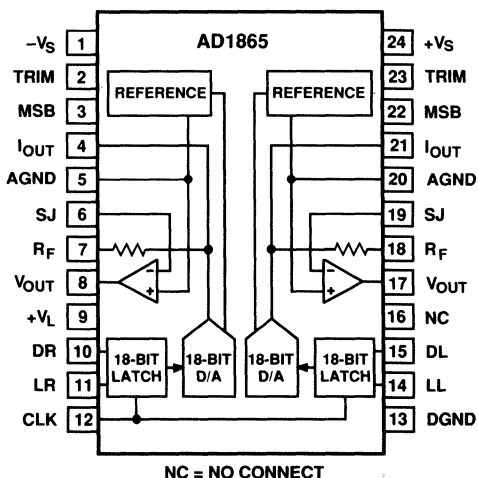 AD1865
-VS 1
TRIM 2
MSB 3
IOUT 4
AGND 5
SJ 6
RF 7
VOUT 8
+VL 9
DR 10
LR 11
CLK 12
24 +VS
23 TRIM
22 MSB
21 IOUT
20 AGND
19 SJ
18 RF
17 VOUT
16 NC
15 DL
14 LL
13 DGND
REFERENCE
REFERENCE
-
+
-
+
18-BIT
LATCH
18-BIT
D/A
18-BIT
D/A
18-BIT
LATCH
NC = NO CONNECT